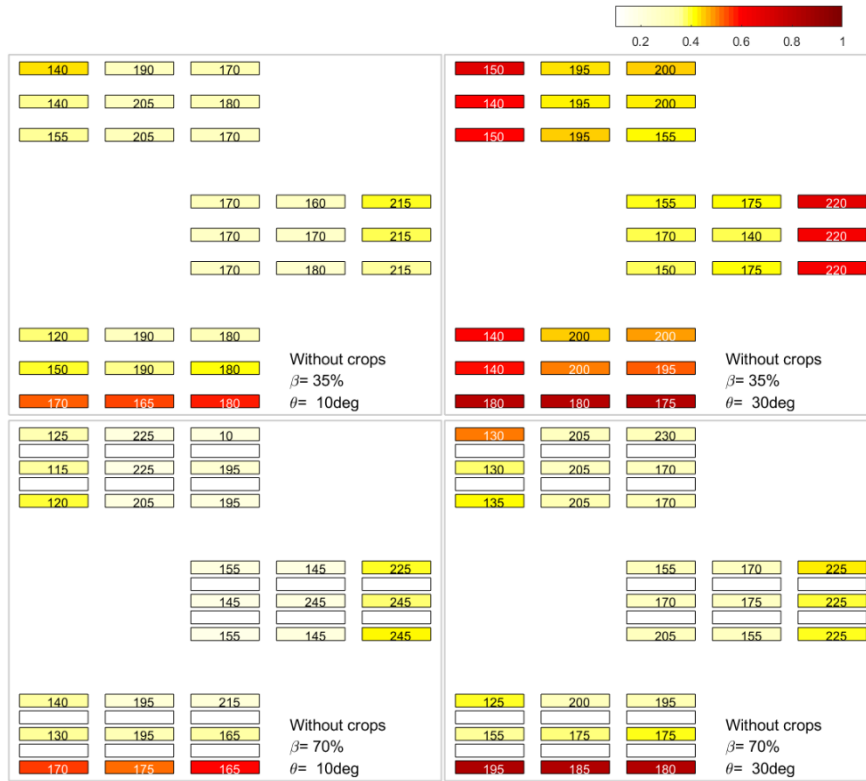 0.2 0.4 0.6 0.8 1
140 190 170
140 205 180
155 205 170
170 160 215
170 170 215
170 180 215
120 190 180
150 190 180
170 165 180
Without crops
β= 35%
θ= 10deg
150 195 200
140 195 200
150 195 155
155 175 220
170 140 220
150 175 220
140 200 200
140 200 195
180 180 175
Without crops
β= 35%
θ= 30deg
125 225 10
115 225 195
120 205 195
155 145 225
145 245 245
155 145 245
140 195 215
130 195 165
170 175 165
Without crops
β= 70%
θ= 10deg
130 205 230
130 205 170
135 205 170
155 170 225
170 175 225
205 155 225
125 200 195
155 175 175
195 185 180
Without crops
β= 70%
θ= 30deg